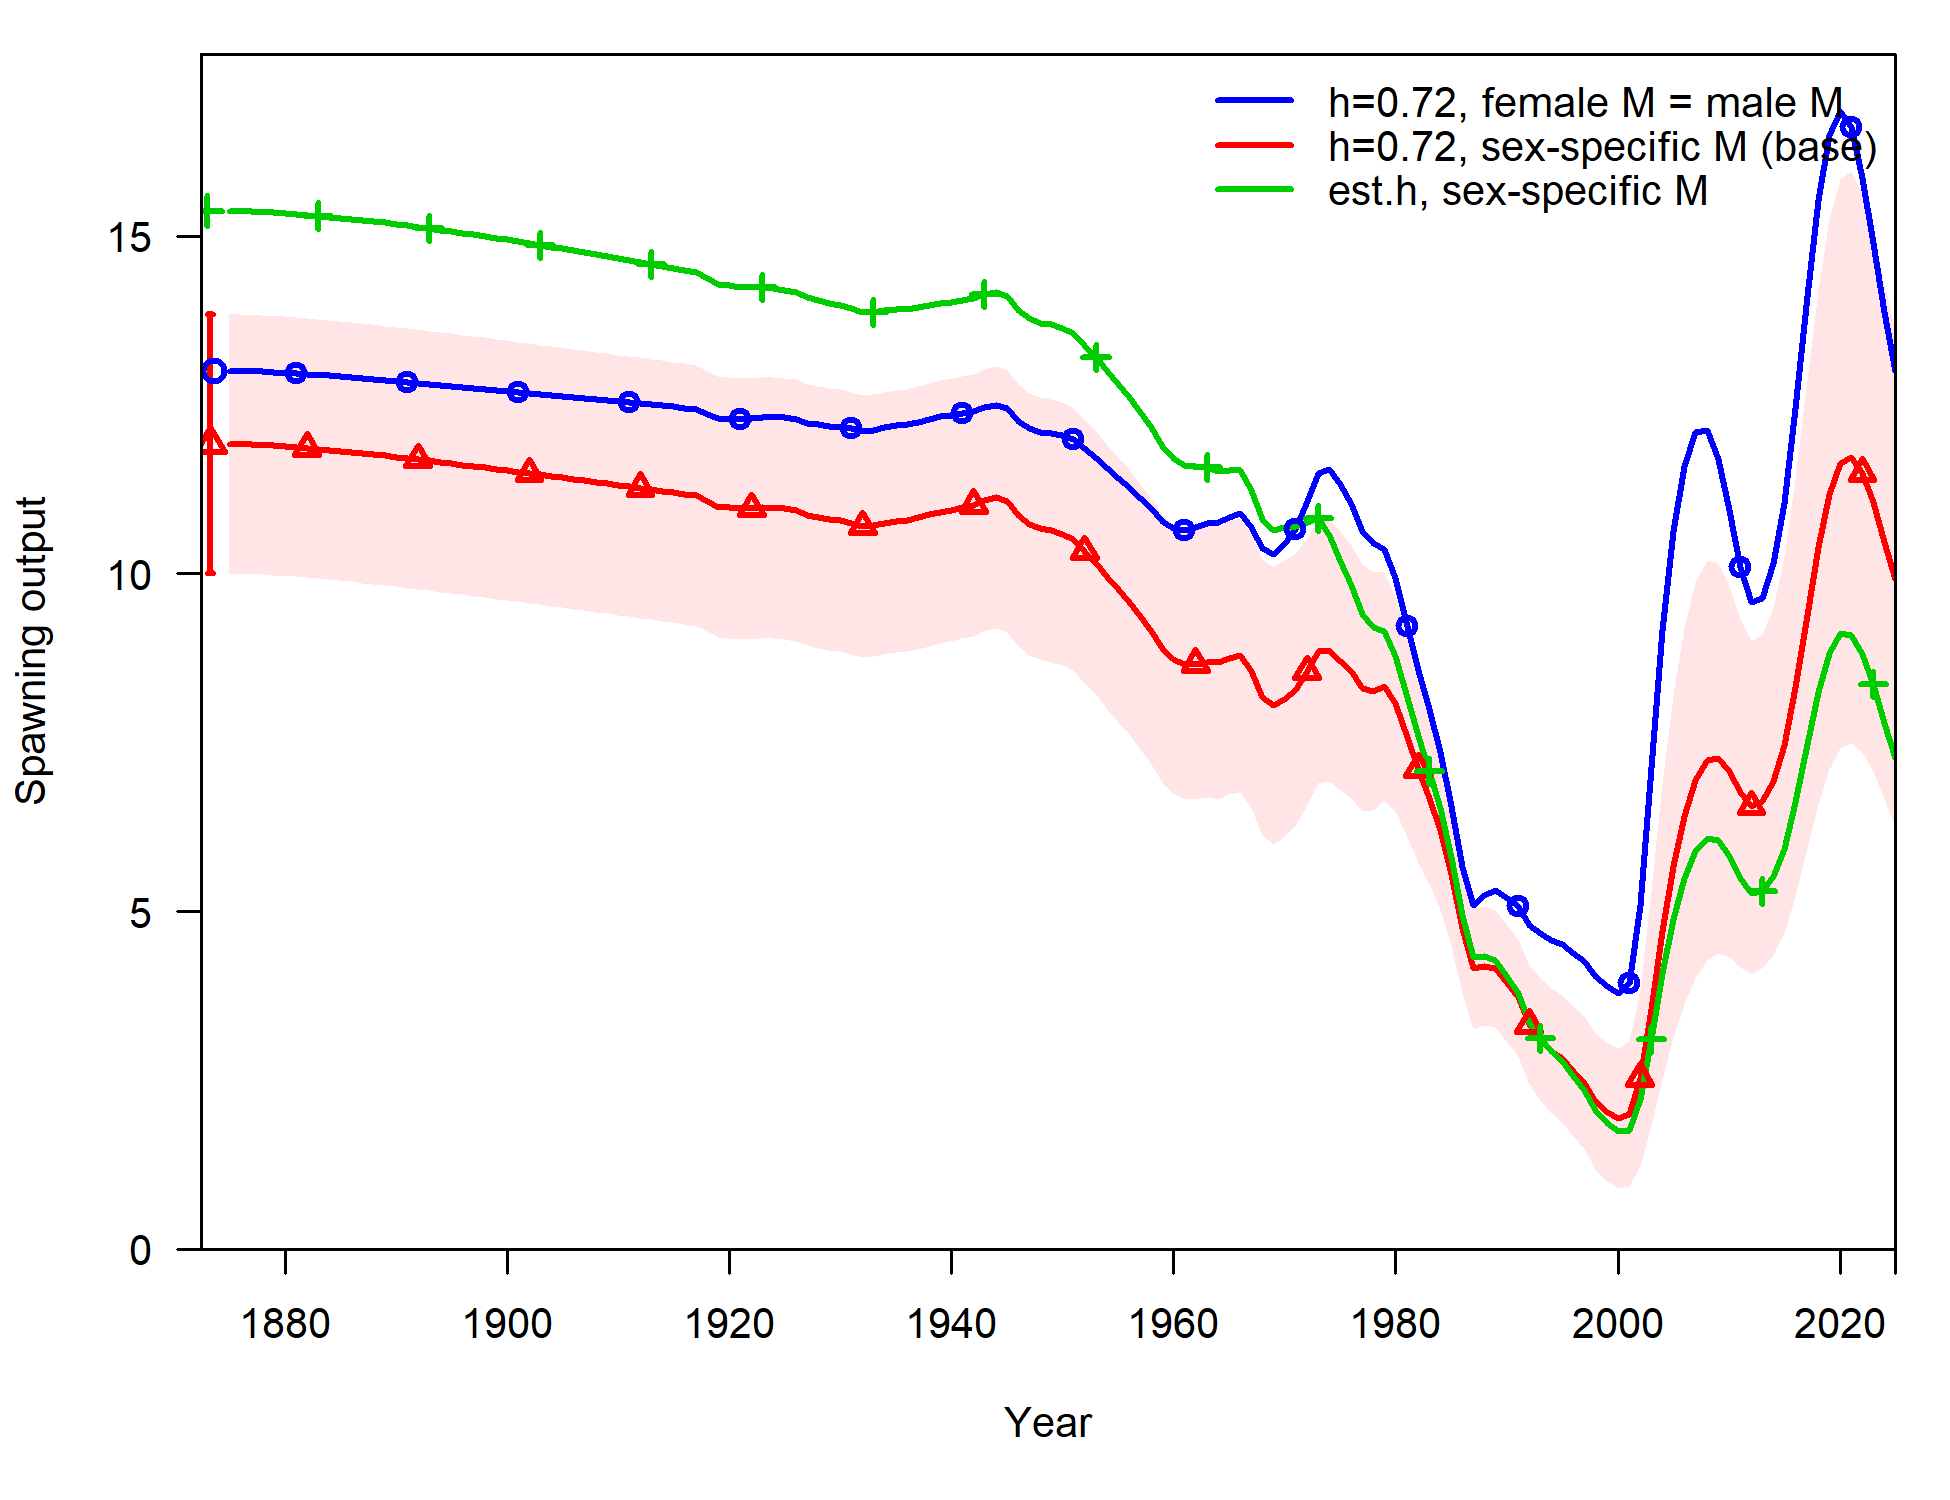 h=0.72, female M = male M
h=0.72, sex-specific M (base)
est.h, sex-specific M
Spawning output
15
10
5
0
1880 1900 1920 1940 1960 1980 2000 2020
Year